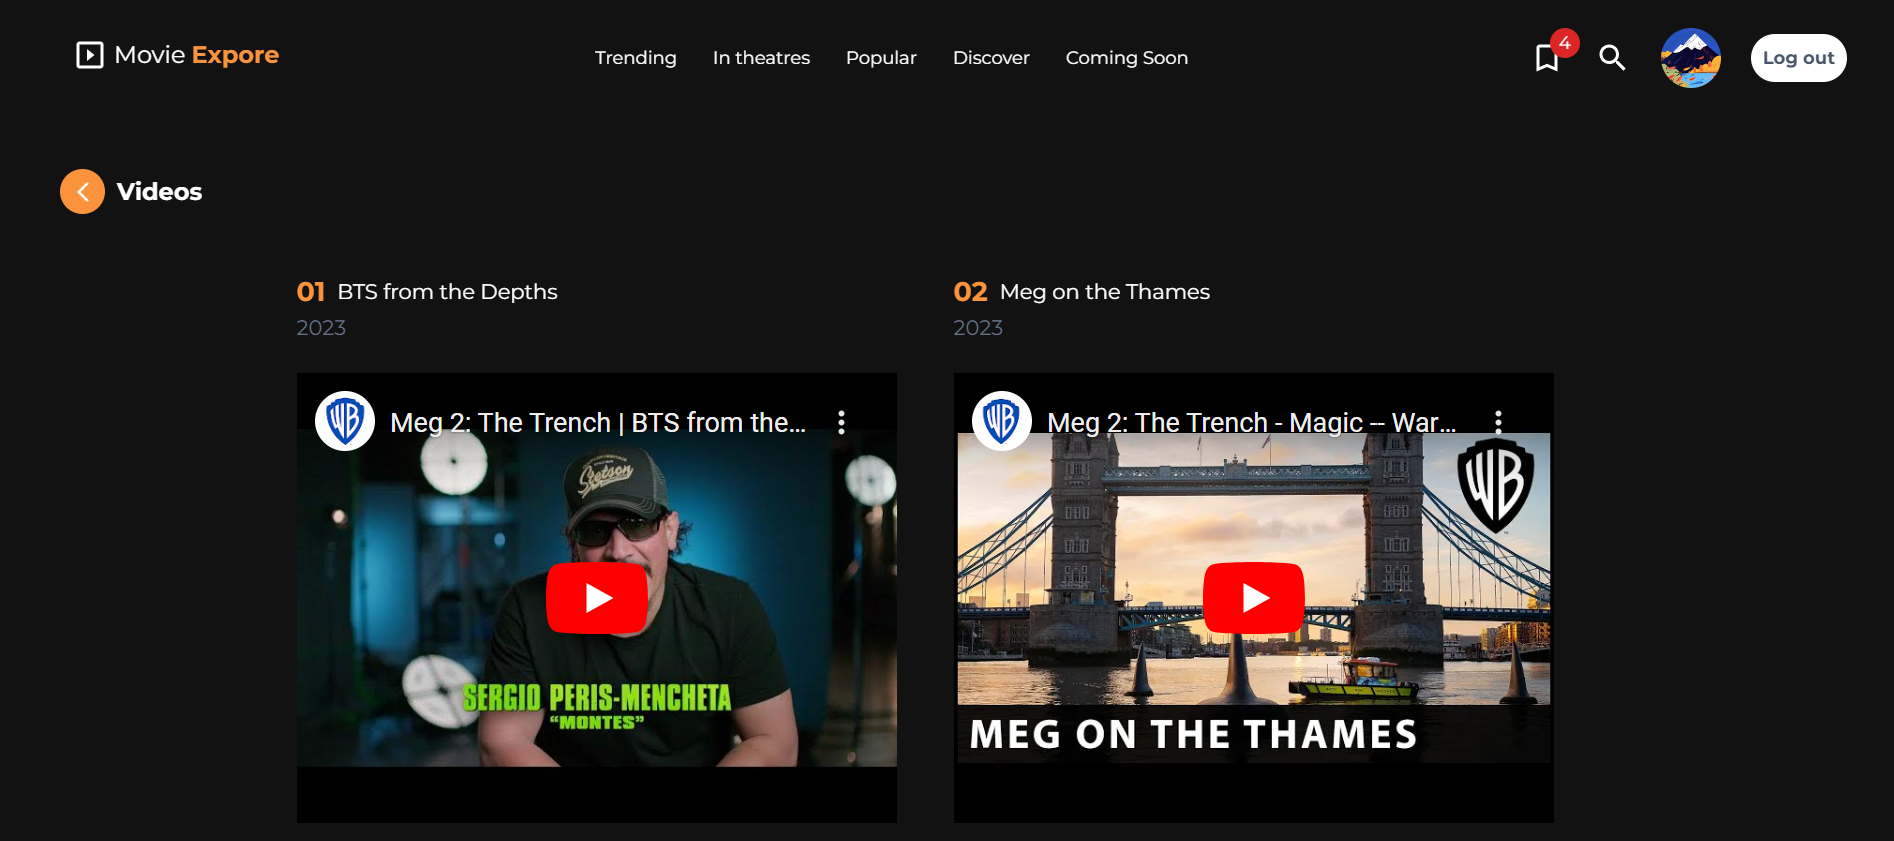 Movie Expore
Trending
In theatres
Popular
Discover
Coming Soon
4
Log out
Videos
01 BTS from the Depths
2023
Meg 2: The Trench | BTS from the...
Stetson
SERGIO PERIS-MENCHETA
“MONTES”
02 Meg on the Thames
2023
Meg 2: The Trench - Magic -- War...
MEG ON THE THAMES